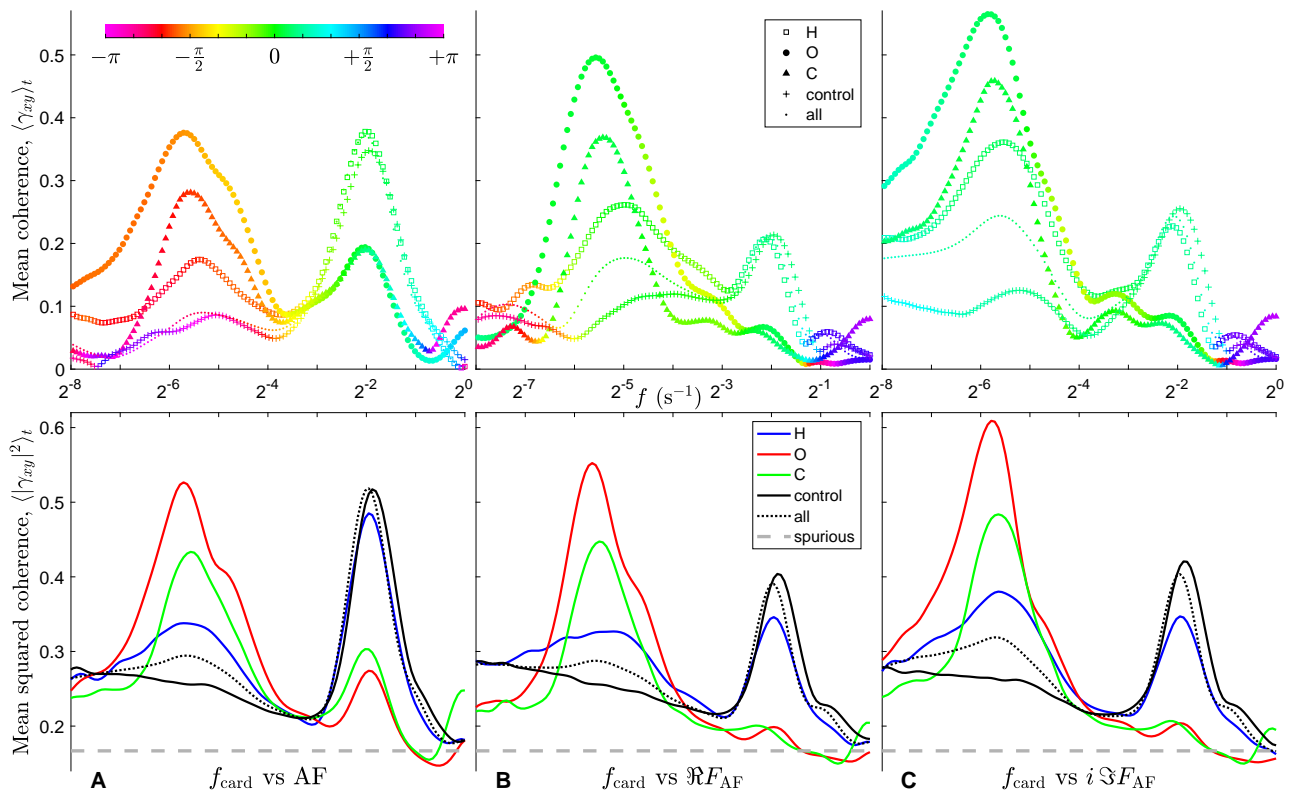 Mean coherence, ⟨γxy⟩t
0.5
0.4
0.3
0.2
0.1
0
−π
−π/2
0
+π/2
+π
H
O
C
control
all
2^-8 2^-6 2^-4 2^-2 2^0
2^-7 2^-5 2^-3 2^-1
2^-8 2^-6 2^-4 2^-2 2^0
f (s^−1)
Mean squared coherence, ⟨|γxy|^2⟩t
0.6
0.5
0.4
0.3
0.2
H
O
C
control
all
spurious
A fcard vs AF
B fcard vs ℜFAF
C fcard vs i ℑFAF